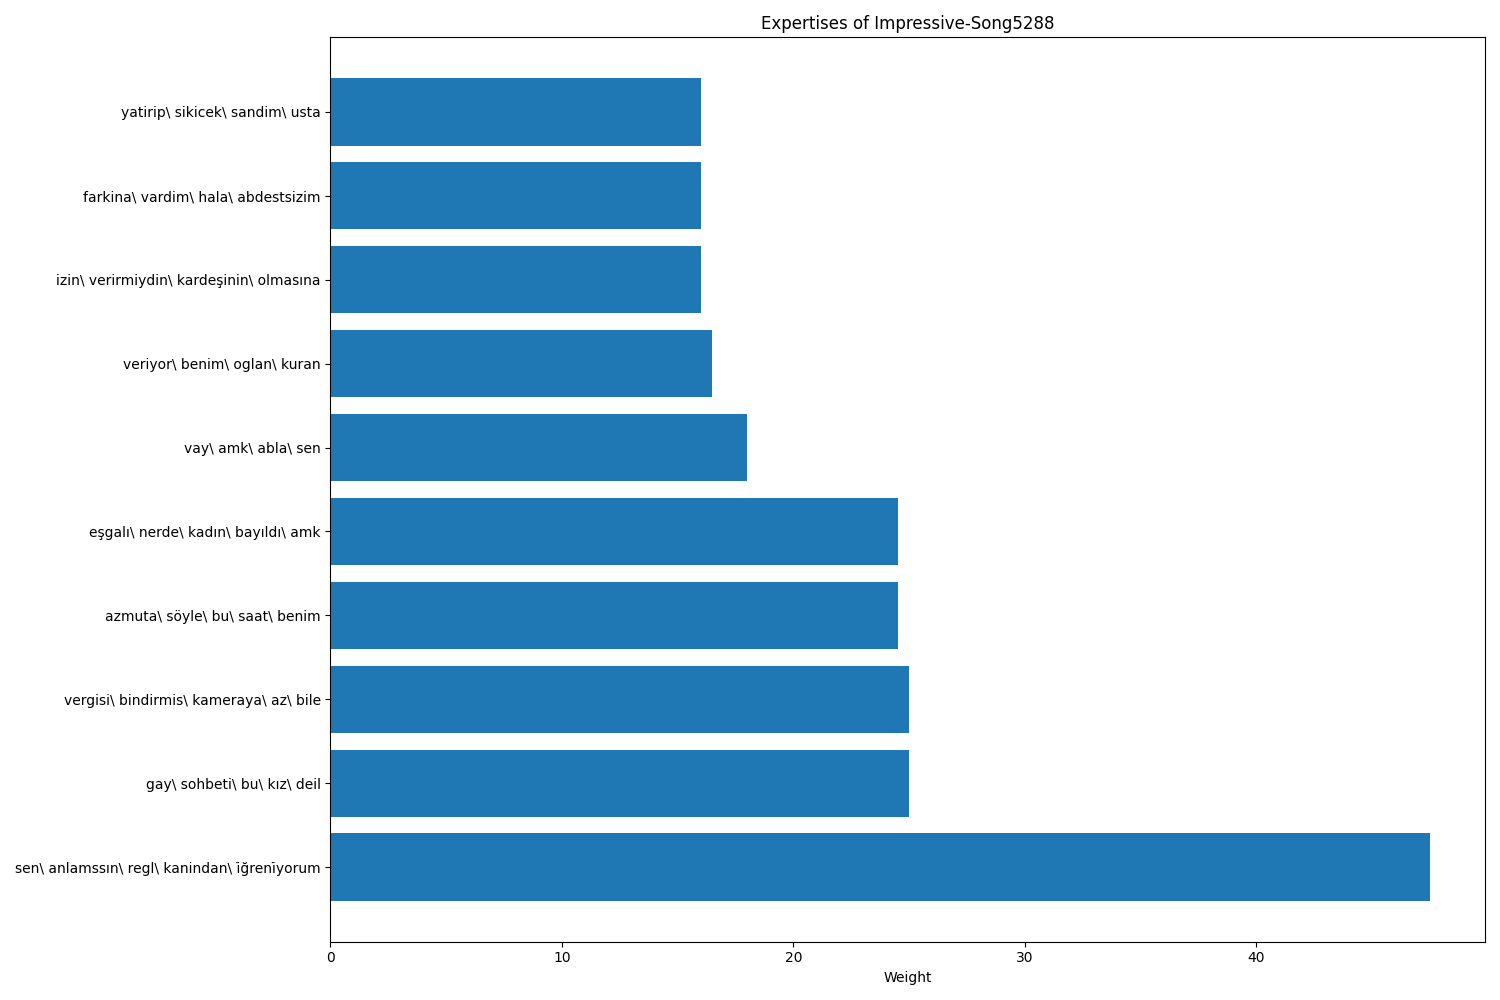 Expertises of Impressive-Song5288
yatirip\ sikicek\ sandim\ usta
farkina\ vardim\ hala\ abdestsizim
izin\ verirmiydin\ kardeşinin\ olmasına
veriyor\ benim\ oglan\ kuran
vay\ amk\ abla\ sen
eşgalı\ nerde\ kadın\ bayıldı\ amk
azmuta\ söyle\ bu\ saat\ benim
vergisi\ bindirmis\ kameraya\ az\ bile
gay\ sohbeti\ bu\ kız\ deil
sen\ anlamssın\ regl\ kanindan\ i̇ğreni̇yorum
0 10 20 30 40
Weight